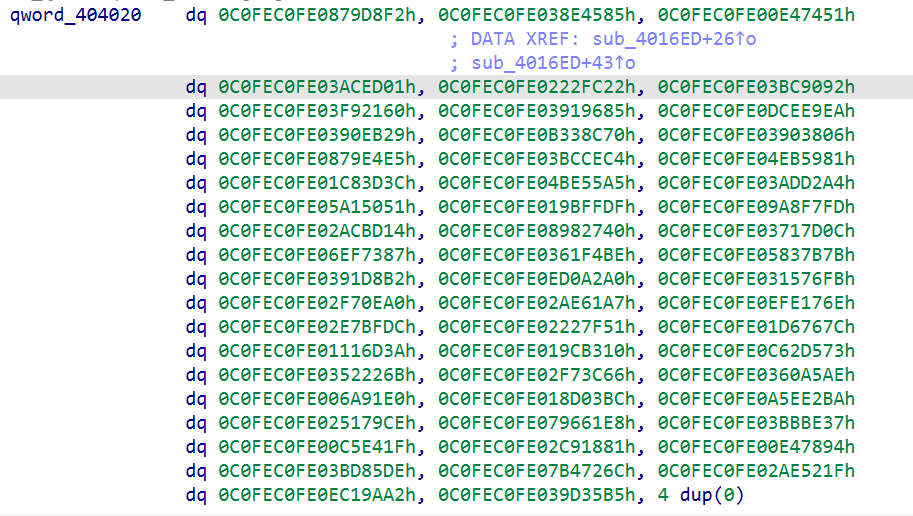 qword_404020 dq 0C0FEC0FE0879D8F2h, 0C0FEC0FE038E4585h, 0C0FEC0FE00E47451h
; DATA XREF: sub_4016ED+26↑o
; sub_4016ED+43↑o
dq 0C0FEC0FE03ACED01h, 0C0FEC0FE0222FC22h, 0C0FEC0FE03BC9092h
dq 0C0FEC0FE03F92160h, 0C0FEC0FE03919685h, 0C0FEC0FE0DCEE9EAh
dq 0C0FEC0FE0390EB29h, 0C0FEC0FE0B338C70h, 0C0FEC0FE03903806h
dq 0C0FEC0FE0879E4E5h, 0C0FEC0FE03BCCEC4h, 0C0FEC0FE04EB5981h
dq 0C0FEC0FE01C83D3Ch, 0C0FEC0FE04BE55A5h, 0C0FEC0FE03ADD2A4h
dq 0C0FEC0FE05A15051h, 0C0FEC0FE019BFFDFh, 0C0FEC0FE09A8F7FDh
dq 0C0FEC0FE02ACBD14h, 0C0FEC0FE08982740h, 0C0FEC0FE03717D0Ch
dq 0C0FEC0FE06EF7387h, 0C0FEC0FE0361F4BEh, 0C0FEC0FE05837B7Bh
dq 0C0FEC0FE0391D8B2h, 0C0FEC0FE0ED0A2A0h, 0C0FEC0FE031576FBh
dq 0C0FEC0FE02F70EA0h, 0C0FEC0FE02AE61A7h, 0C0FEC0FE0EFE176Eh
dq 0C0FEC0FE02E7BFDCh, 0C0FEC0FE02227F51h, 0C0FEC0FE01D6767Ch
dq 0C0FEC0FE01116D3Ah, 0C0FEC0FE019CB310h, 0C0FEC0FE0C62D573h
dq 0C0FEC0FE0352226Bh, 0C0FEC0FE02F73C66h, 0C0FEC0FE0360A5AEh
dq 0C0FEC0FE006A91E0h, 0C0FEC0FE018D03BCh, 0C0FEC0FE0A5EE2BAh
dq 0C0FEC0FE025179CEh, 0C0FEC0FE079661E8h, 0C0FEC0FE03BBBE37h
dq 0C0FEC0FE00C5E41Fh, 0C0FEC0FE02C91881h, 0C0FEC0FE00E47894h
dq 0C0FEC0FE03BD85DEh, 0C0FEC0FE07B4726Ch, 0C0FEC0FE02AE521Fh
dq 0C0FEC0FE0EC19AA2h, 0C0FEC0FE039D35B5h, 4 dup(0)